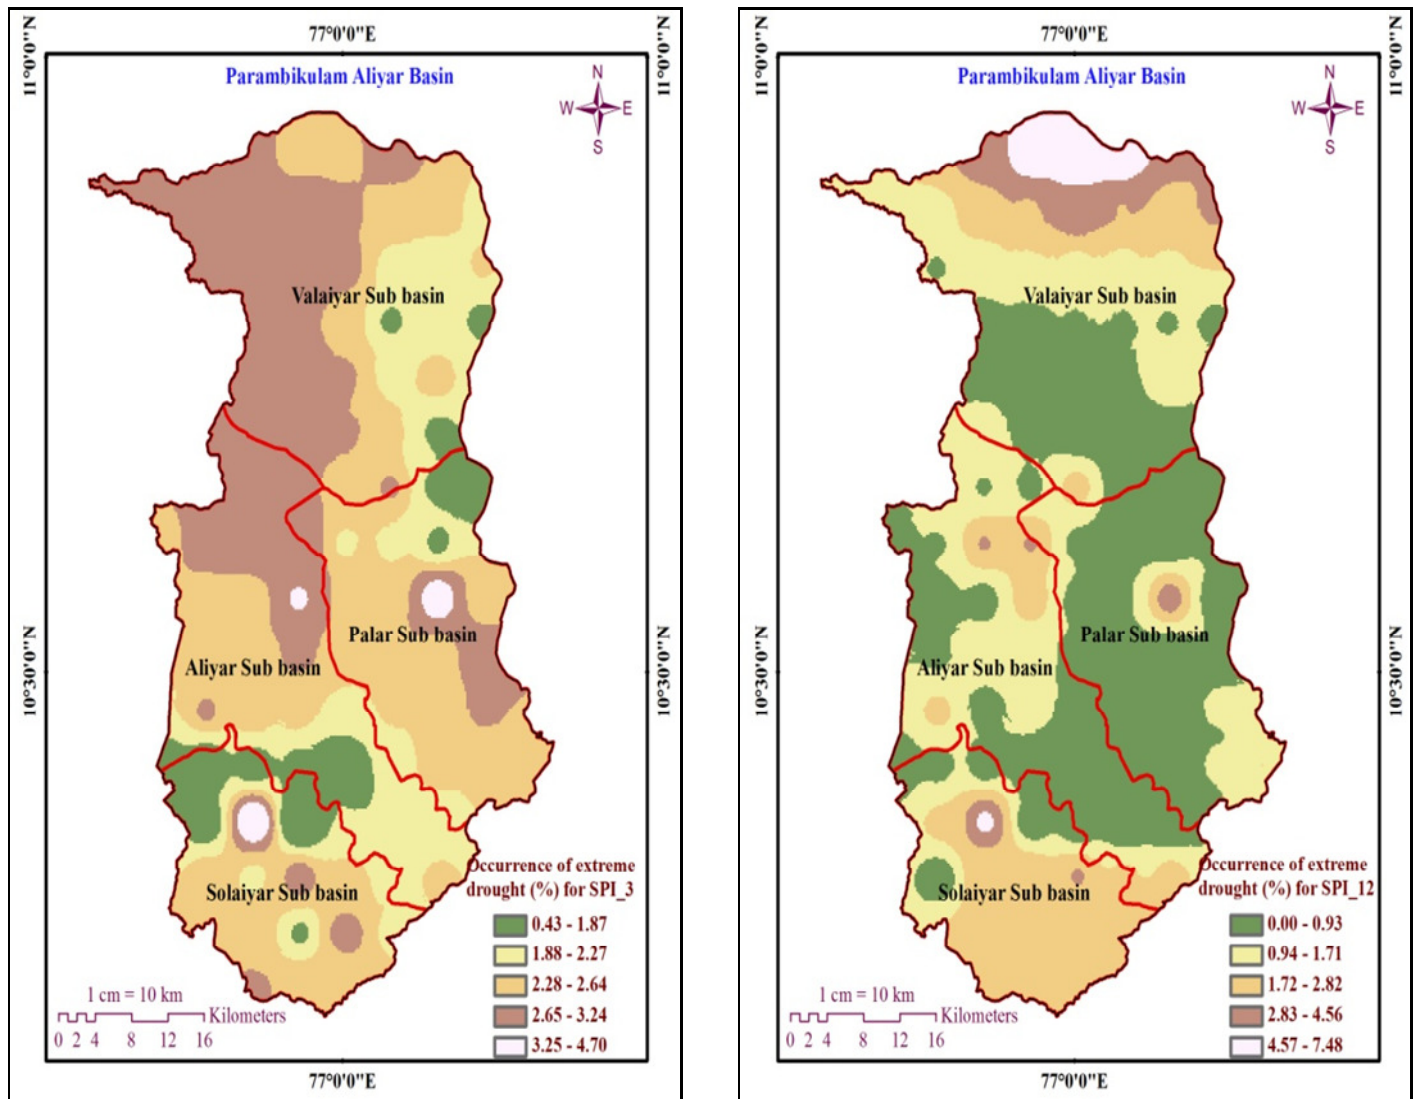 77°0'0"E
11°0'0"N
11°0'0"N
Parambikulam Aliyar Basin
N
W
E
S
Valaiyar Sub basin
Palar Sub basin
Aliyar Sub basin
10°30'0"N
10°30'0"N
Solaiyar Sub basin
Occurrence of extreme
drought (%) for SPI_3
0.43 - 1.87
1.88 - 2.27
2.28 - 2.64
2.65 - 3.24
3.25 - 4.70
1 cm = 10 km
Kilometers
0 2 4 8 12 16
77°0'0"E
77°0'0"E
11°0'0"N
11°0'0"N
Parambikulam Aliyar Basin
N
W
E
S
Valaiyar Sub basin
Palar Sub basin
Aliyar Sub basin
10°30'0"N
10°30'0"N
Solaiyar Sub basin
Occurrence of extreme
drought (%) for SPI_12
0.00 - 0.93
0.94 - 1.71
1.72 - 2.82
2.83 - 4.56
4.57 - 7.48
1 cm = 10 km
Kilometers
0 2 4 8 12 16
77°0'0"E